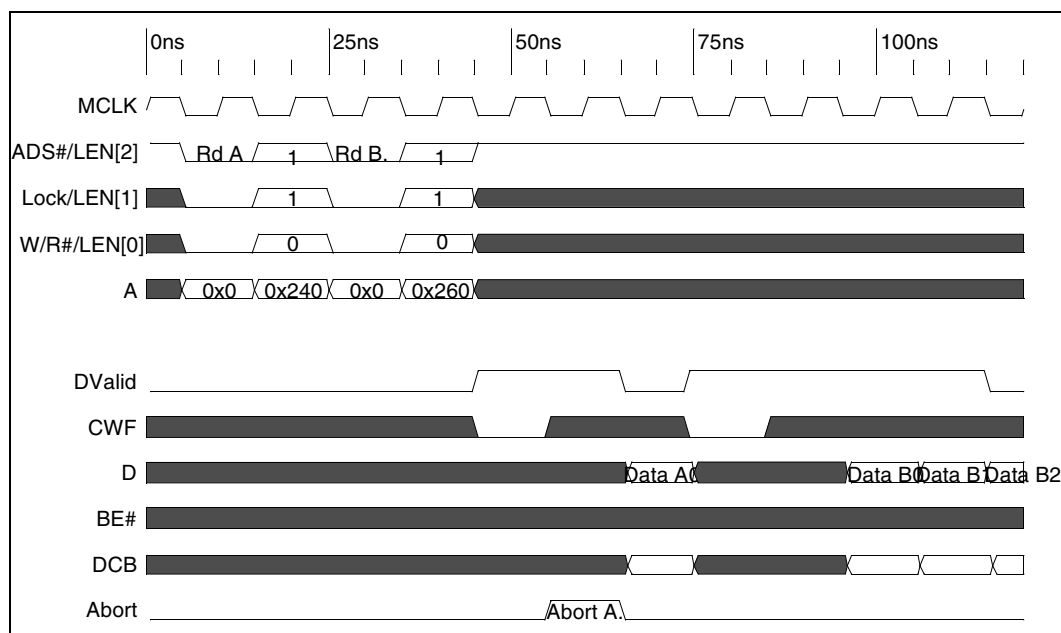 0ns 25ns 50ns 75ns 100ns
MCLK
ADS#/LEN[2] Rd A 1 Rd B. 1
Lock/LEN[1] 1 1
W/R#/LEN[0] 0 0
A 0x0 0x240 0x0 0x260
DValid
CWF
D Data A0 Data B0 Data B1 Data B2
BE#
DCB
Abort Abort A.